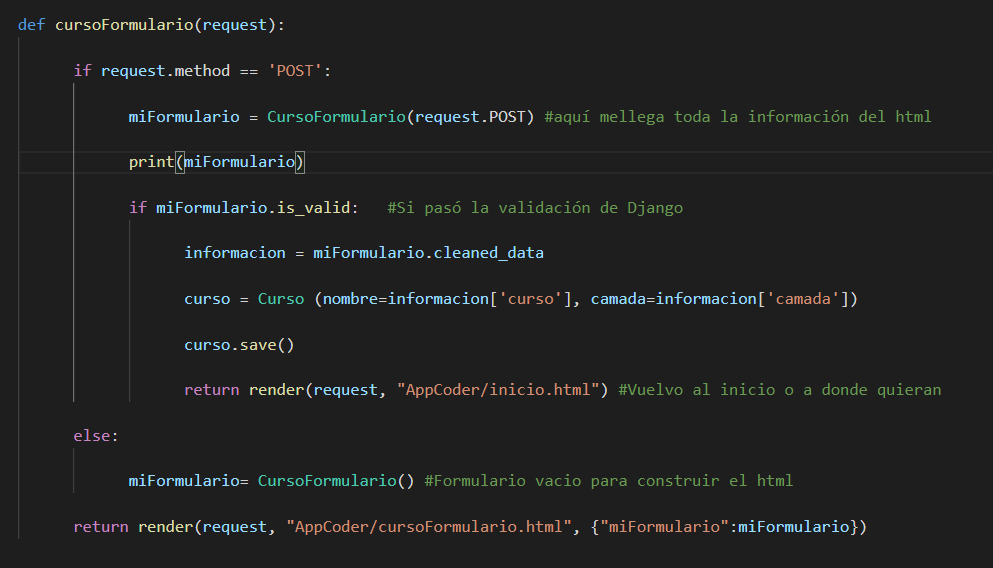 def cursoFormulario(request):
if request.method == 'POST':
miFormulario = CursoFormulario(request.POST) #aquí mellega toda la información del html
print(miFormulario)
if miFormulario.is_valid:   #Si pasó la validación de Django
informacion = miFormulario.cleaned_data
curso = Curso (nombre=informacion['curso'], camada=informacion['camada'])
curso.save()
return render(request, "AppCoder/inicio.html") #Vuelvo al inicio o a donde quieran
else:
miFormulario= CursoFormulario() #Formulario vacio para construir el html
return render(request, "AppCoder/cursoFormulario.html", {"miFormulario":miFormulario})